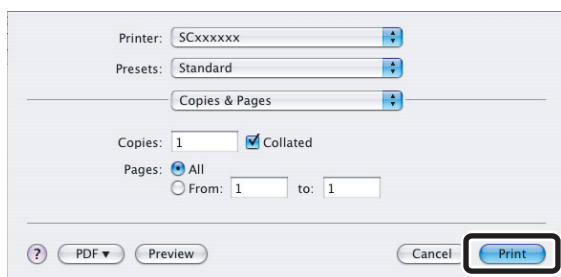 Printer: SCxxxxxx
Presets: Standard
Copies & Pages
Copies: 1 Collated
Pages: All
From: 1 to: 1
? PDF▼ Preview Cancel Print